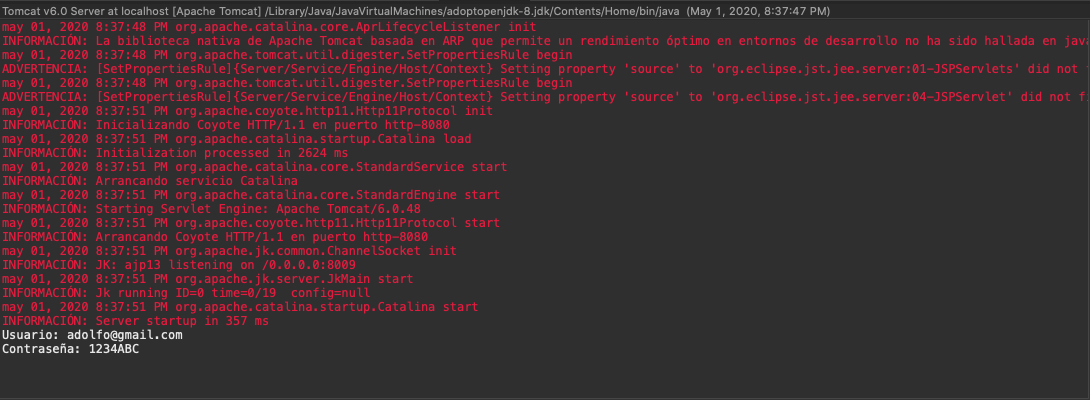 Tomcat v6.0 Server at localhost [Apache Tomcat] /Library/Java/JavaVirtualMachines/adoptopenjdk-8.jdk/Contents/Home/bin/java  (May 1, 2020, 8:37:47 PM)
may 01, 2020 8:37:48 PM org.apache.catalina.core.AprLifecycleListener init
INFORMACIÓN: La biblioteca nativa de Apache Tomcat basada en ARP que permite un rendimiento óptimo en entornos de desarrollo no ha sido hallada en java
may 01, 2020 8:37:48 PM org.apache.tomcat.util.digester.SetPropertiesRule begin
ADVERTENCIA: [SetPropertiesRule]{Server/Service/Engine/Host/Context} Setting property 'source' to 'org.eclipse.jst.jee.server:01-JSPServlets' did not
may 01, 2020 8:37:48 PM org.apache.tomcat.util.digester.SetPropertiesRule begin
ADVERTENCIA: [SetPropertiesRule]{Server/Service/Engine/Host/Context} Setting property 'source' to 'org.eclipse.jst.jee.server:04-JSPServlet' did not f
may 01, 2020 8:37:51 PM org.apache.coyote.http11.Http11Protocol init
INFORMACIÓN: Inicializando Coyote HTTP/1.1 en puerto http-8080
may 01, 2020 8:37:51 PM org.apache.catalina.startup.Catalina load
INFORMACIÓN: Initialization processed in 2624 ms
may 01, 2020 8:37:51 PM org.apache.catalina.core.StandardService start
INFORMACIÓN: Arrancando servicio Catalina
may 01, 2020 8:37:51 PM org.apache.catalina.core.StandardEngine start
INFORMACIÓN: Starting Servlet Engine: Apache Tomcat/6.0.48
may 01, 2020 8:37:51 PM org.apache.coyote.http11.Http11Protocol start
INFORMACIÓN: Arrancando Coyote HTTP/1.1 en puerto http-8080
may 01, 2020 8:37:51 PM org.apache.jk.common.ChannelSocket init
INFORMACIÓN: JK: ajp13 listening on /0.0.0.0:8009
may 01, 2020 8:37:51 PM org.apache.jk.server.JkMain start
INFORMACIÓN: Jk running ID=0 time=0/19  config=null
may 01, 2020 8:37:51 PM org.apache.catalina.startup.Catalina start
INFORMACIÓN: Server startup in 357 ms
Usuario: adolfo@gmail.com
Contraseña: 1234ABC